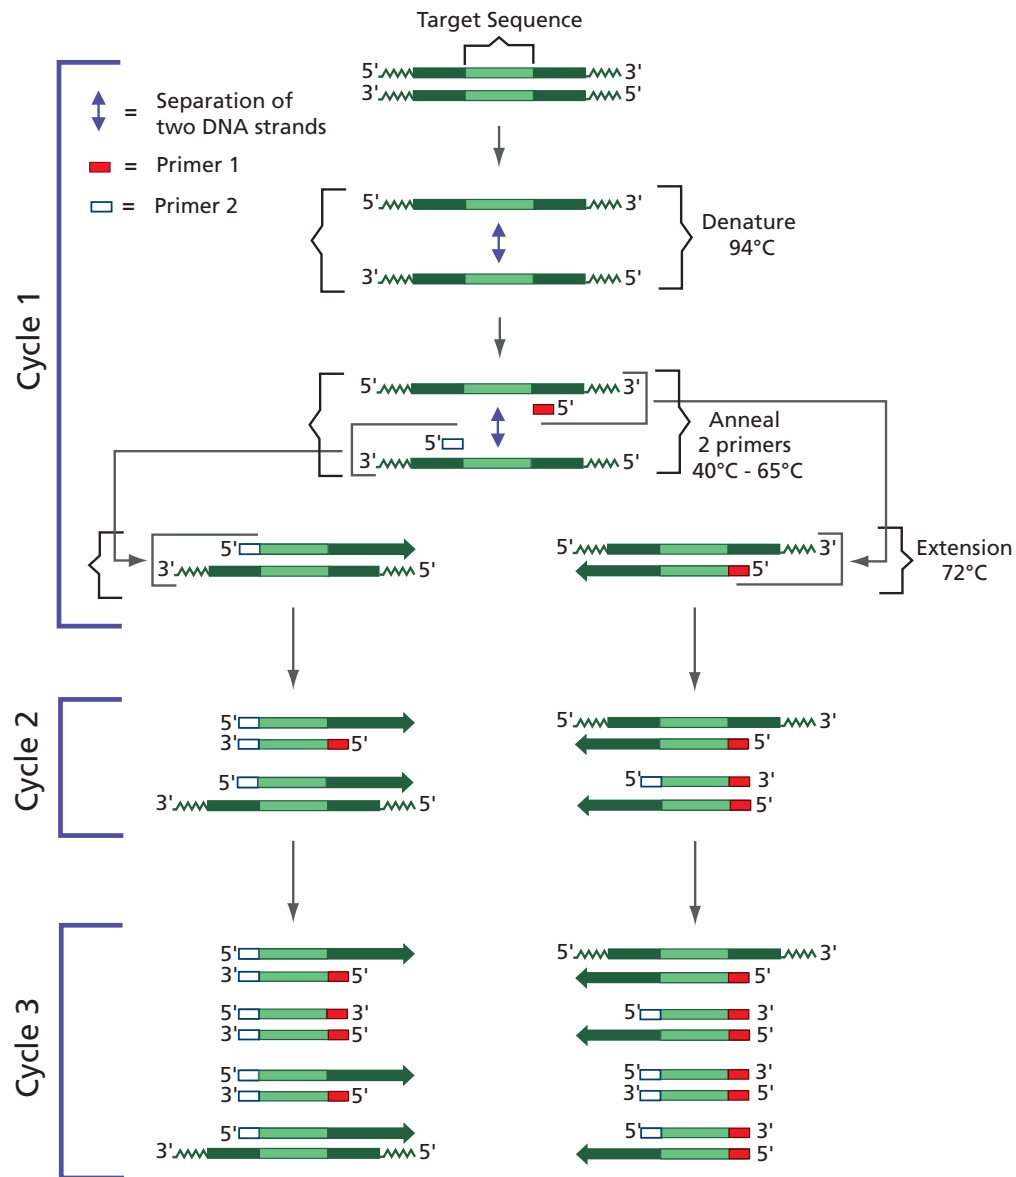 Target Sequence
5' 3'
3' 5'
= Separation of
two DNA strands
= Primer 1
= Primer 2
Cycle 1
5' 3'
Denature
94°C
3' 5'
5' 3'
5'
Anneal
2 primers
40°C - 65°C
5'
3' 5'
5'
3' 5'
5' 3'
5'
Extension
72°C
Cycle 2
5'
3' 5'
5'
3' 5'
5' 3'
5'
5' 3'
5'
Cycle 3
5'
3' 5'
5' 3'
3' 5'
5'
3' 5'
5'
3' 5'
5' 3'
5'
5' 3'
5'
5' 3'
3' 5'
5' 3'
5'